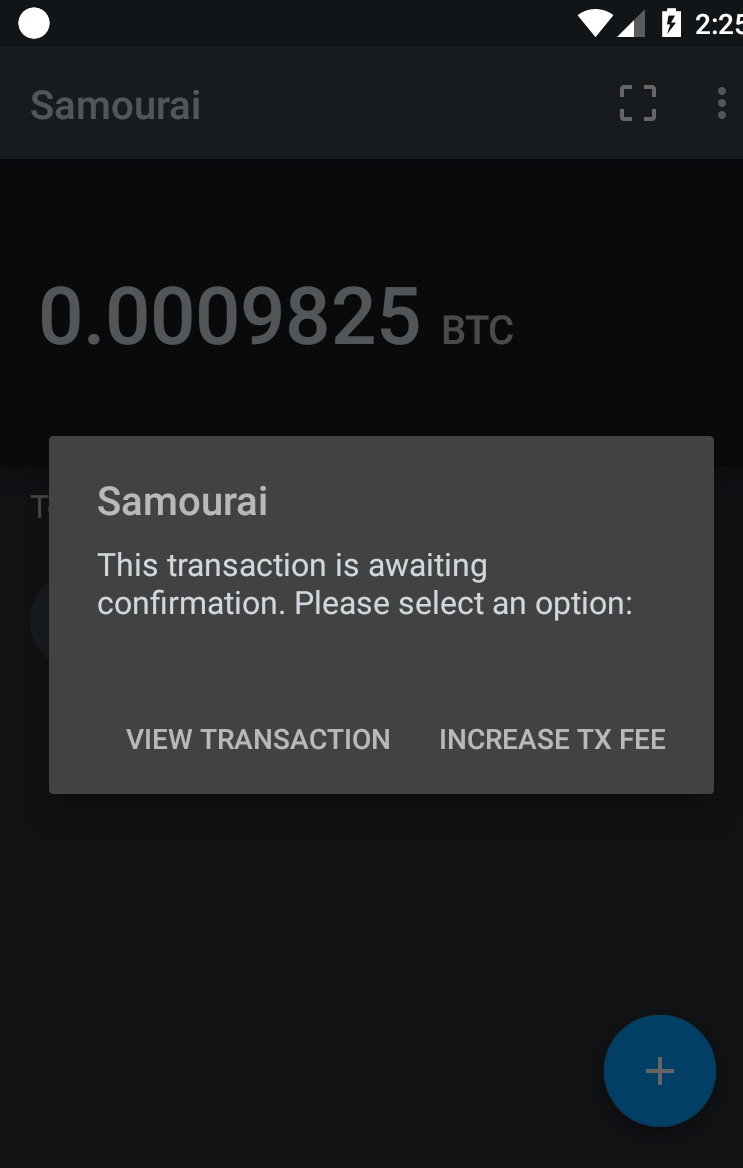 2:25
Samourai
0.0009825 BTC
Samourai
This transaction is awaiting
confirmation. Please select an option:
VIEW TRANSACTION INCREASE TX FEE